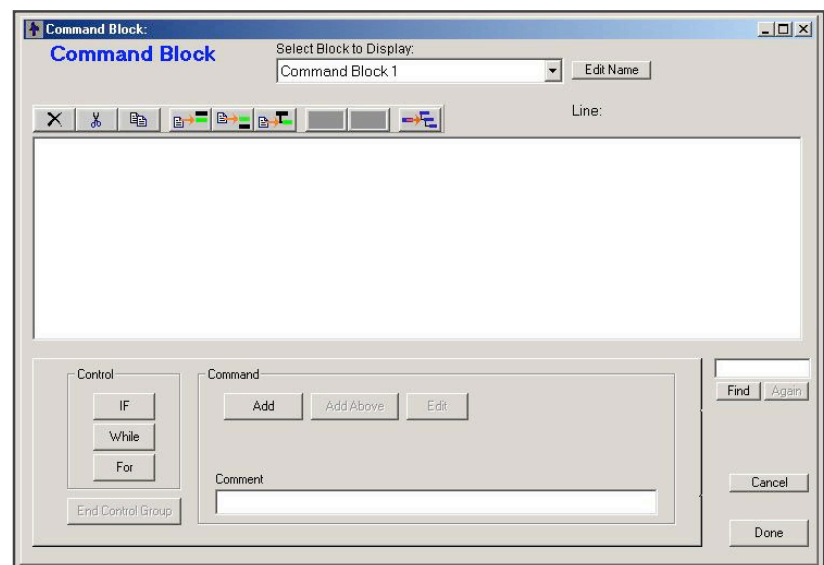 Command Block:
Command Block
Select Block to Display:
Command Block 1
Edit Name
Line:
Control
IF
While
For
End Control Group
Command
Add
Add Above
Edit
Comment
Find
Again
Cancel
Done